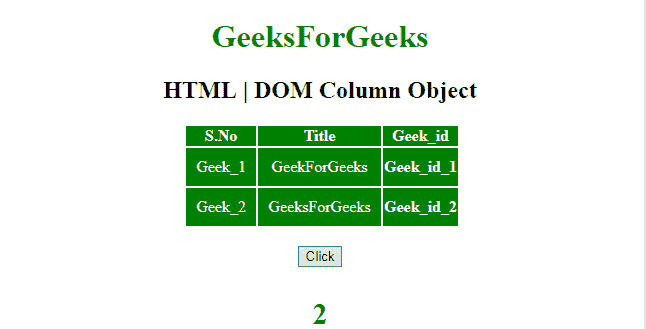 GeeksForGeeks
HTML | DOM Column Object
S.No Title Geek_id
Geek_1 GeekForGeeks Geek_id_1
Geek_2 GeeksForGeeks Geek_id_2
Click
2